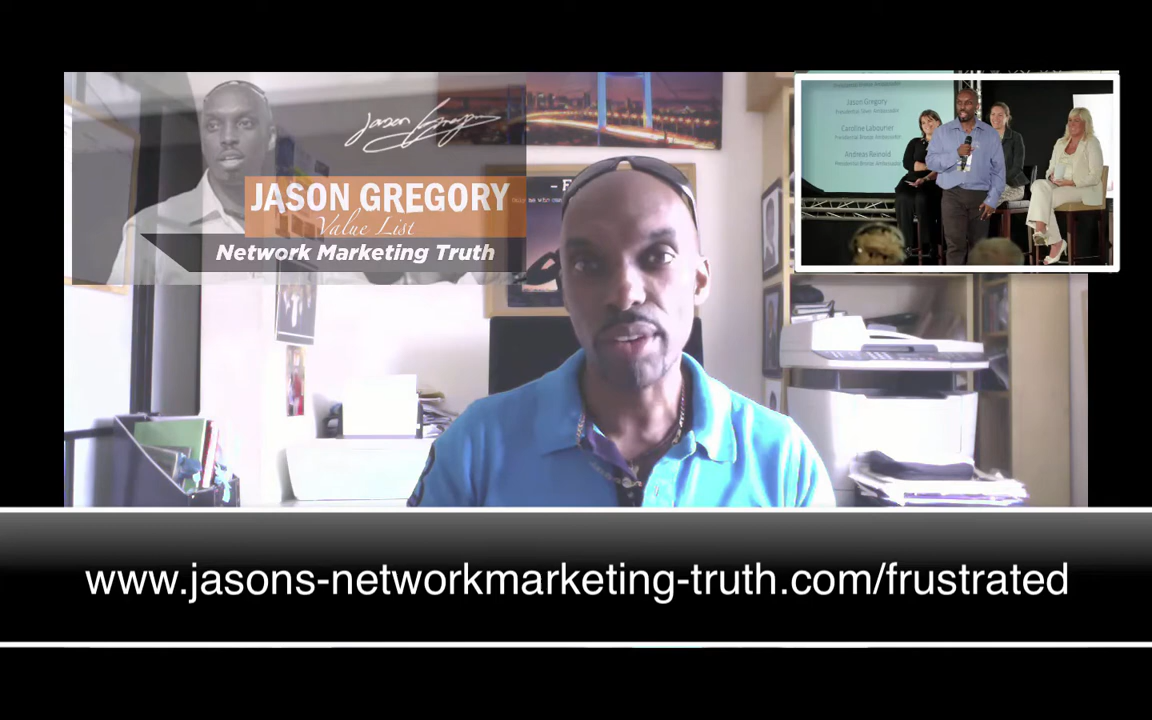 Jason Gregory
JASON GREGORY
Value List
Network Marketing Truth
Jason Gregory
Caroline Labourier
Andreas Reinold
- F
www.jasons-networkmarketing-truth.com/frustrated